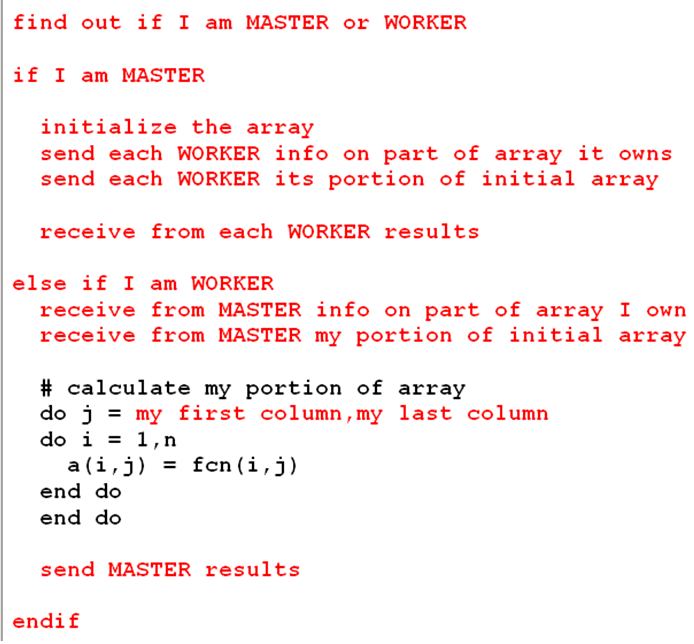 find out if I am MASTER or WORKER
if I am MASTER
initialize the array
send each WORKER info on part of array it owns
send each WORKER its portion of initial array
receive from each WORKER results
else if I am WORKER
receive from MASTER info on part of array I own
receive from MASTER my portion of initial array
# calculate my portion of array
do j = my first column,my last column
do i = 1,n
a(i,j) = fcn(i,j)
end do
end do
send MASTER results
endif